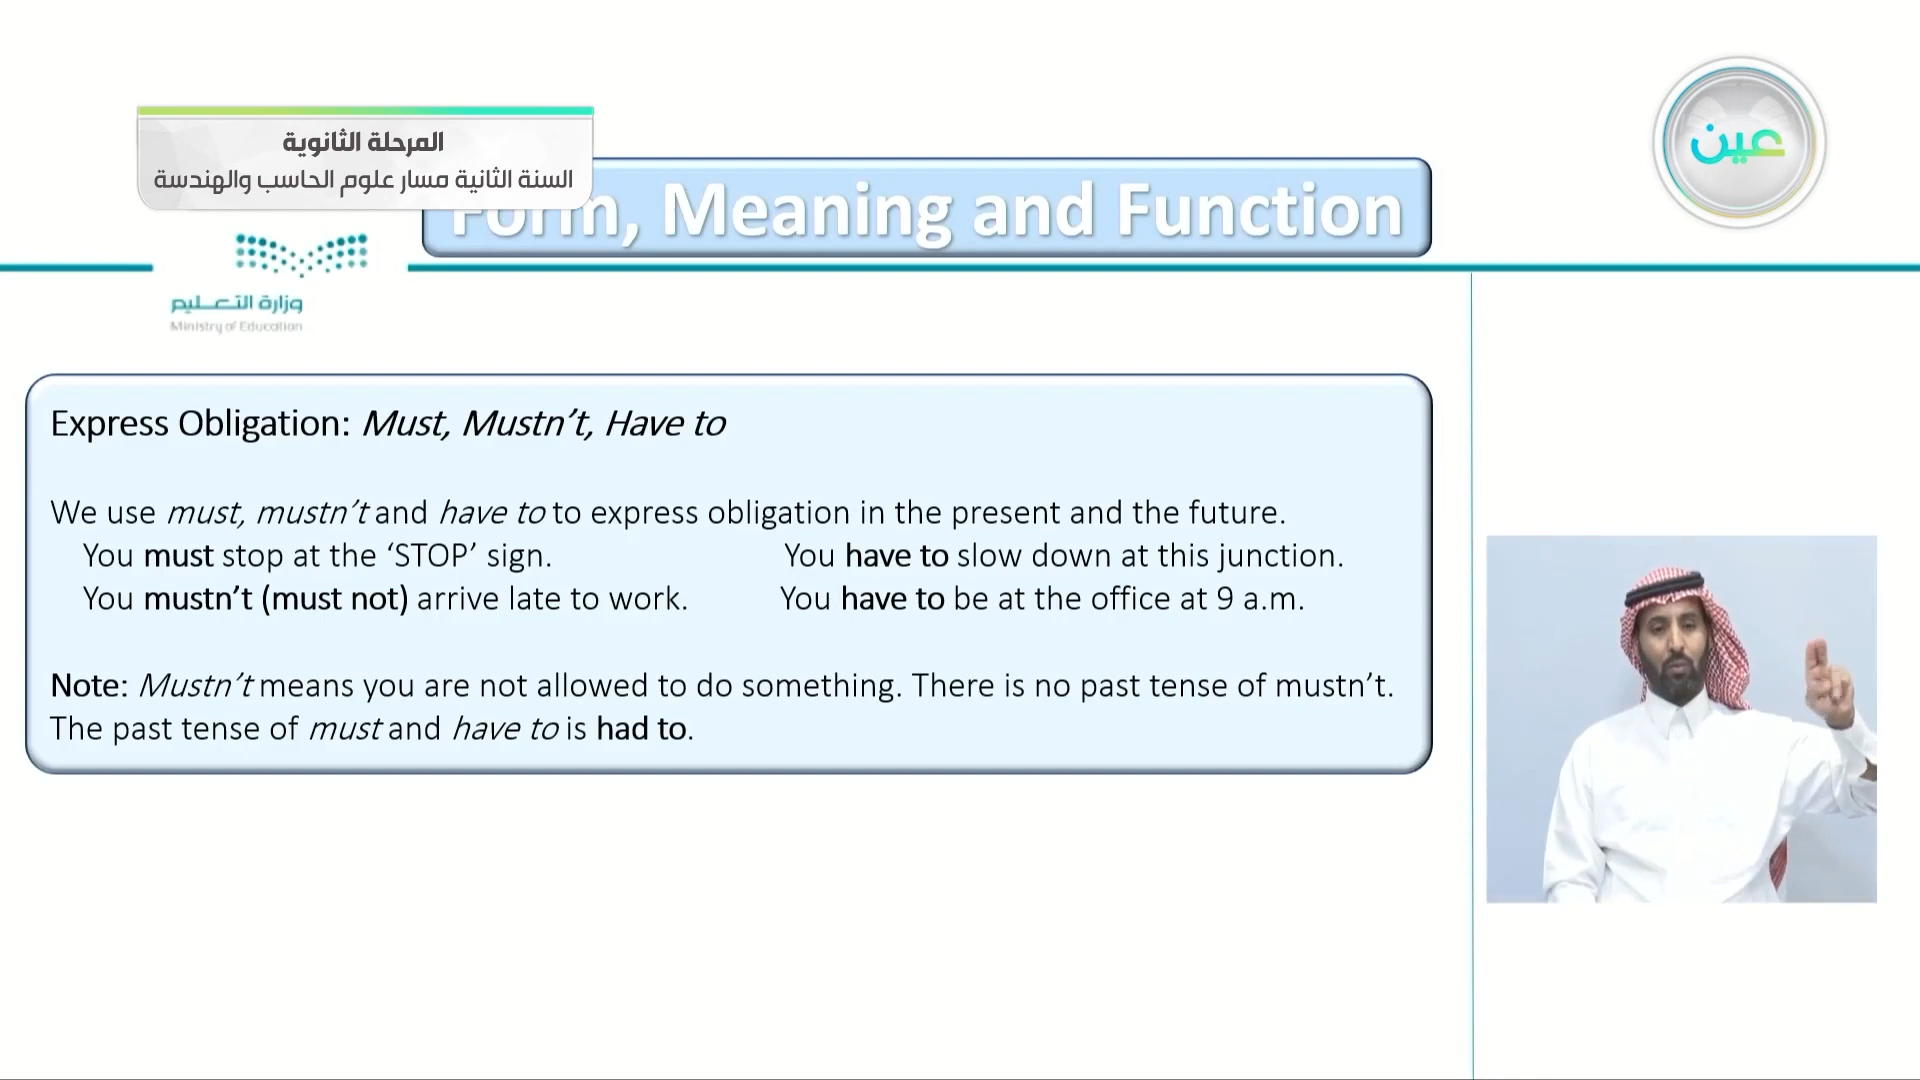 المرحلة الثانوية
السنة الثانية مسار علوم الحاسب والهندسة
عين
Form, Meaning and Function
وزارة التعليم
Ministry of Education
Express Obligation: Must, Mustn’t, Have to
We use must, mustn’t and have to to express obligation in the present and the future.
You must stop at the ‘STOP’ sign. You have to slow down at this junction.
You mustn’t (must not) arrive late to work. You have to be at the office at 9 a.m.
Note: Mustn’t means you are not allowed to do something. There is no past tense of mustn’t.
The past tense of must and have to is had to.